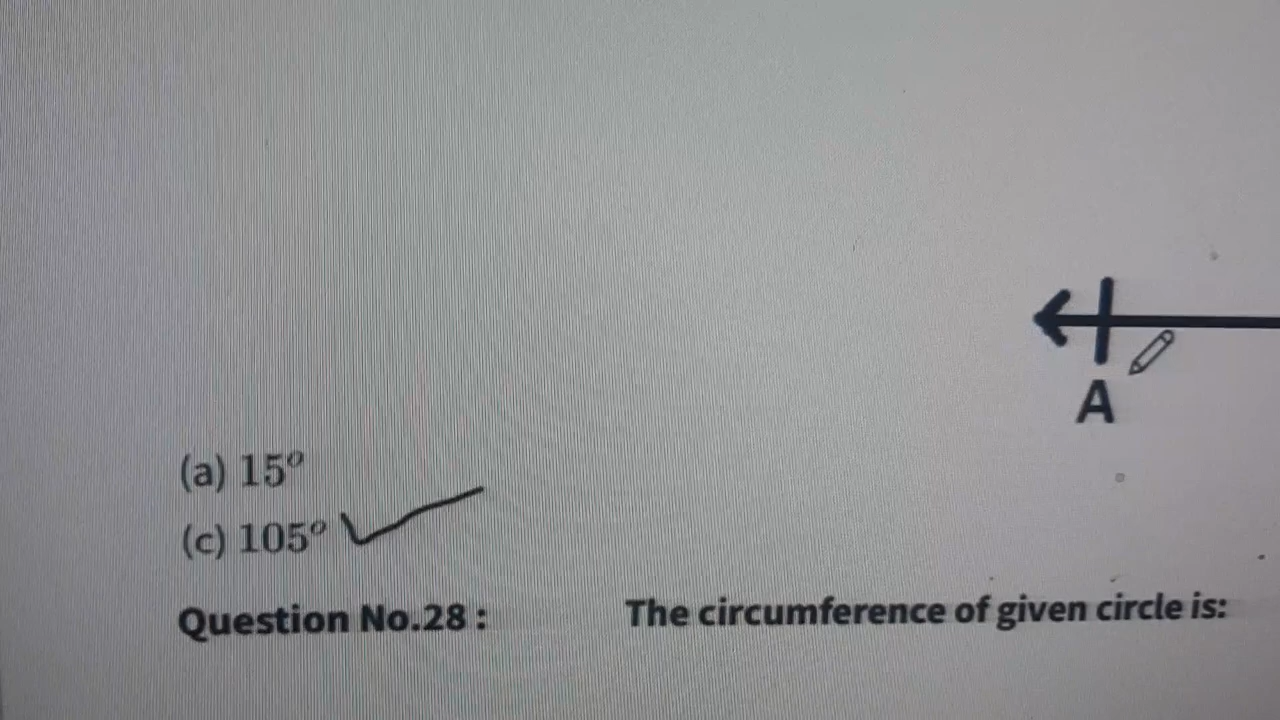 A
(a) 15°
(c) 105°
Question No.28 : The circumference of given circle is: